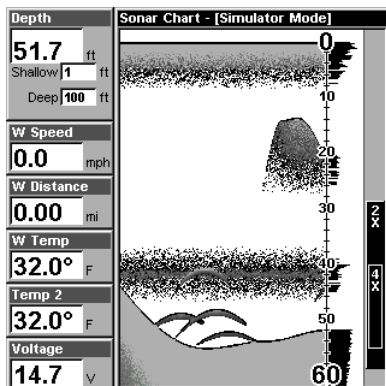 Depth
51.7 ft
Shallow 1 ft
Deep 100 ft
W Speed
0.0 mph
W Distance
0.00 mi
W Temp
32.0° F
Temp 2
32.0° F
Voltage
14.7 V
Sonar Chart - [Simulator Mode]
0
10
20
30
40
50
60
2X
4X